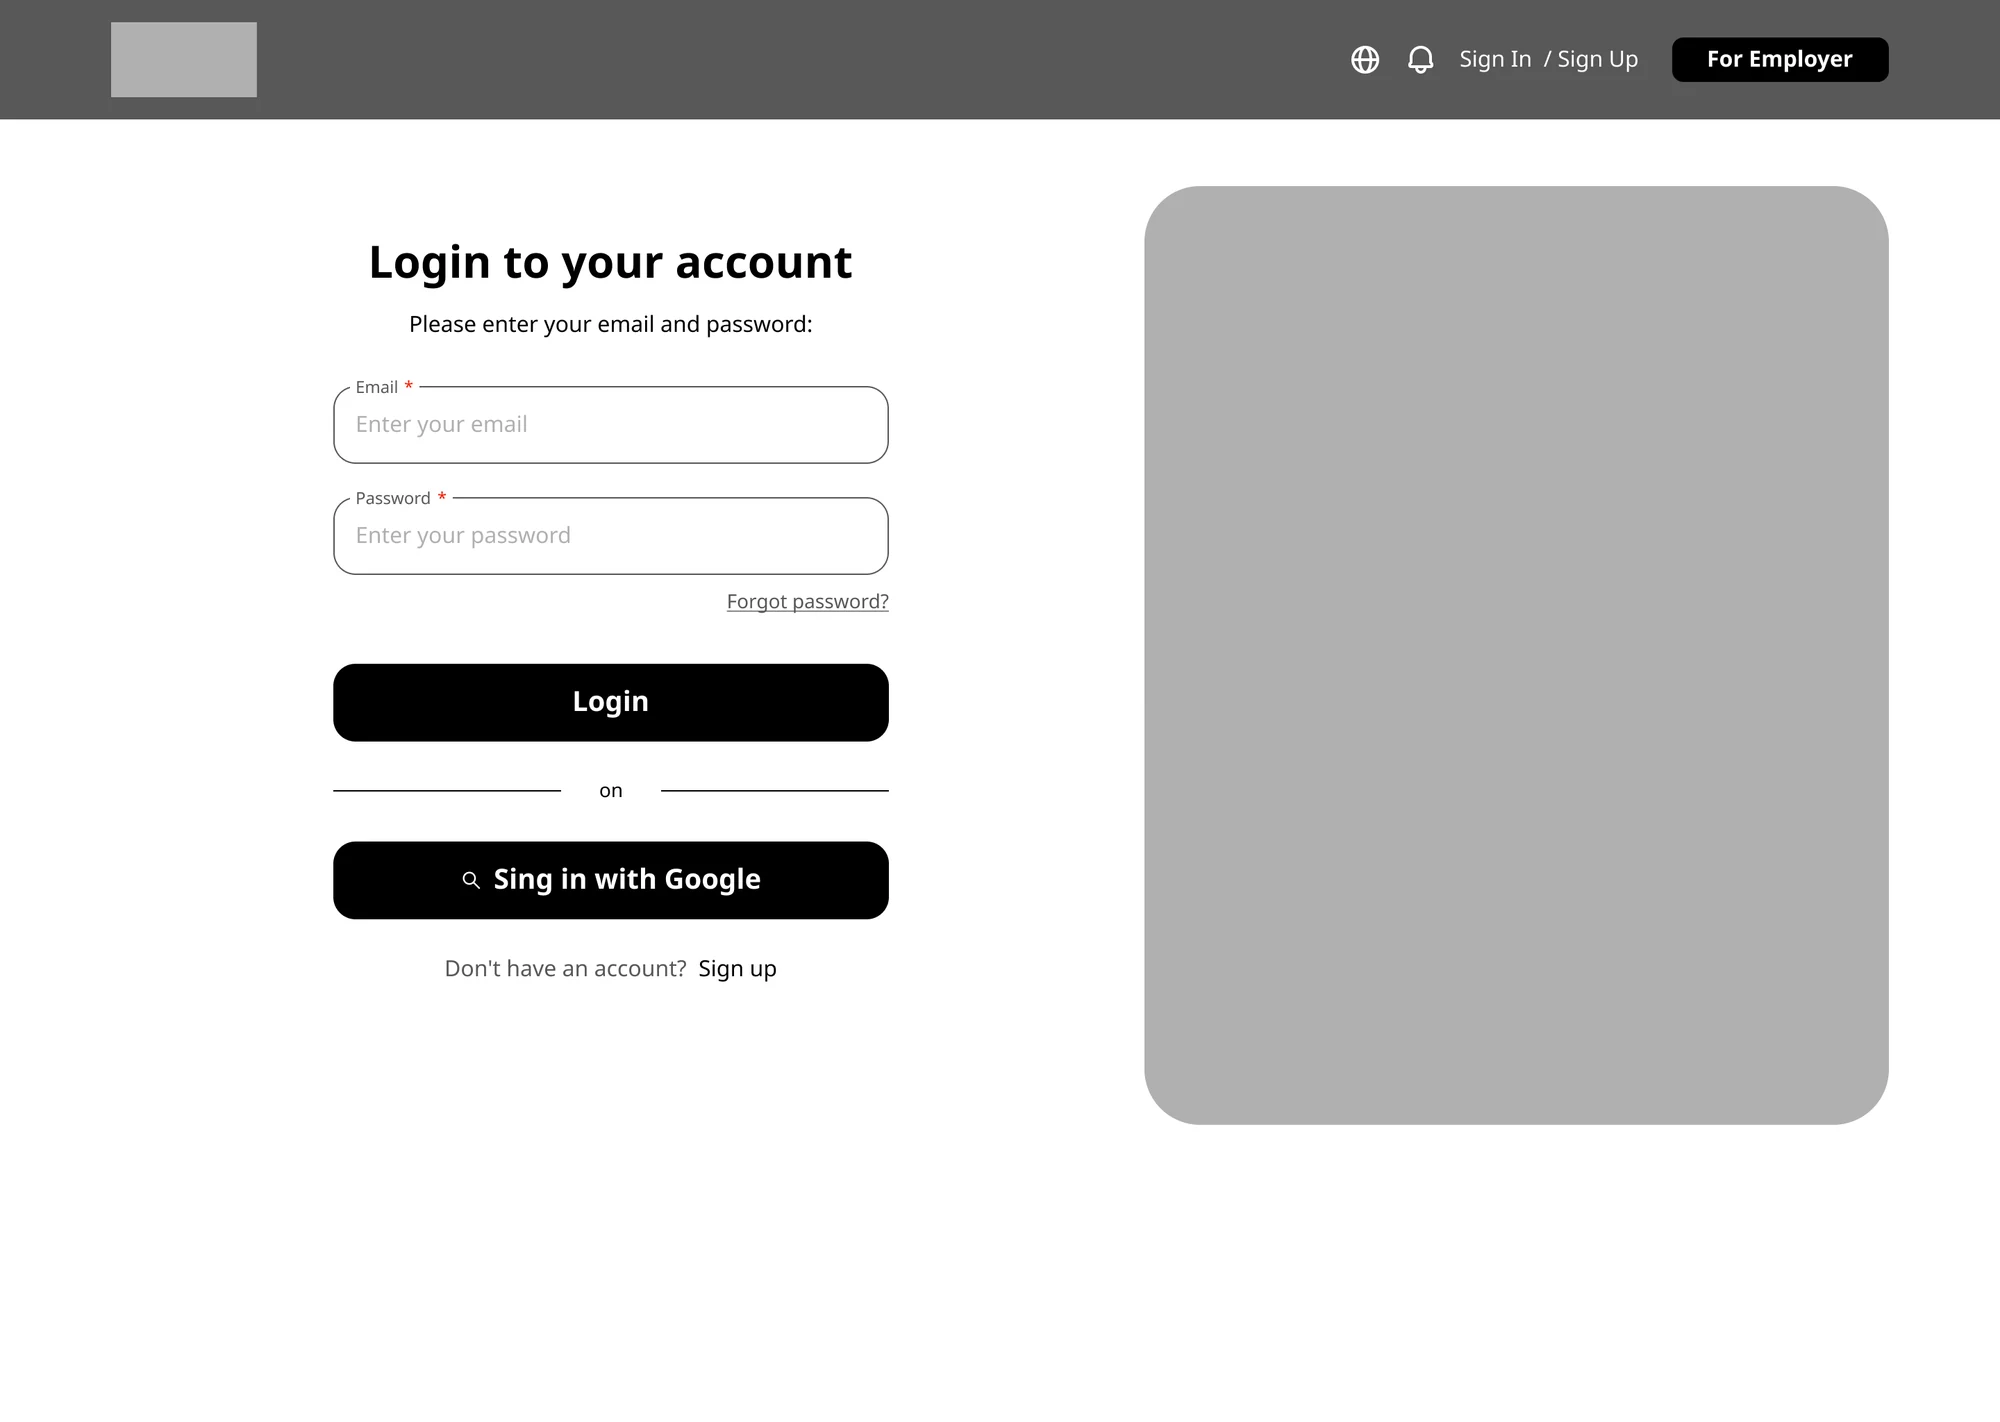 Sign In / Sign Up
For Employer
Login to your account
Please enter your email and password:
Email *
Enter your email
Password *
Enter your password
Forgot password?
Login
on
Sing in with Google
Don't have an account? Sign up